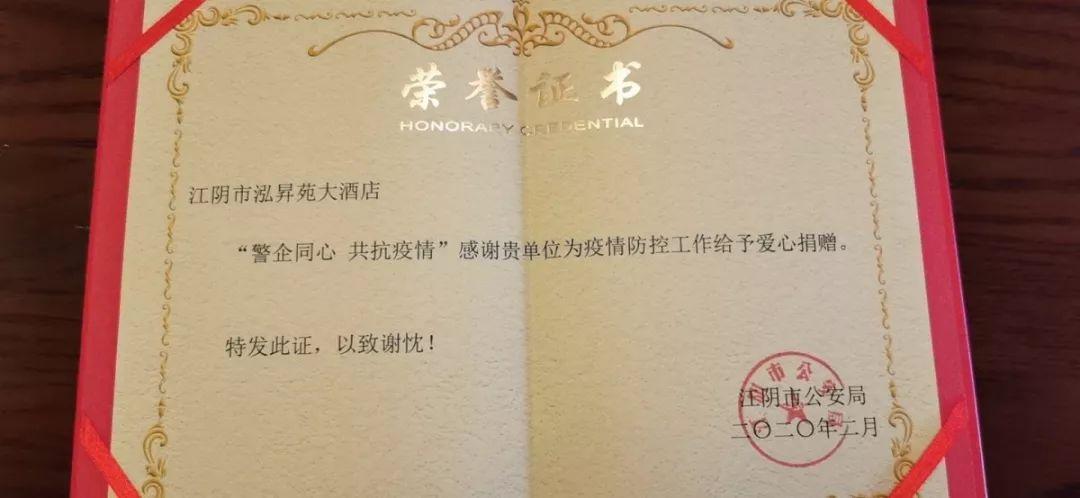 荣誉证书
HONORARY CREDENTIAL
江阴市泓昇苑大酒店
“警企同心 共抗疫情”感谢贵单位为疫情防控工作给予爱心捐赠。
特发此证，以致谢忱！
江阴市公安局
二〇二〇年二月